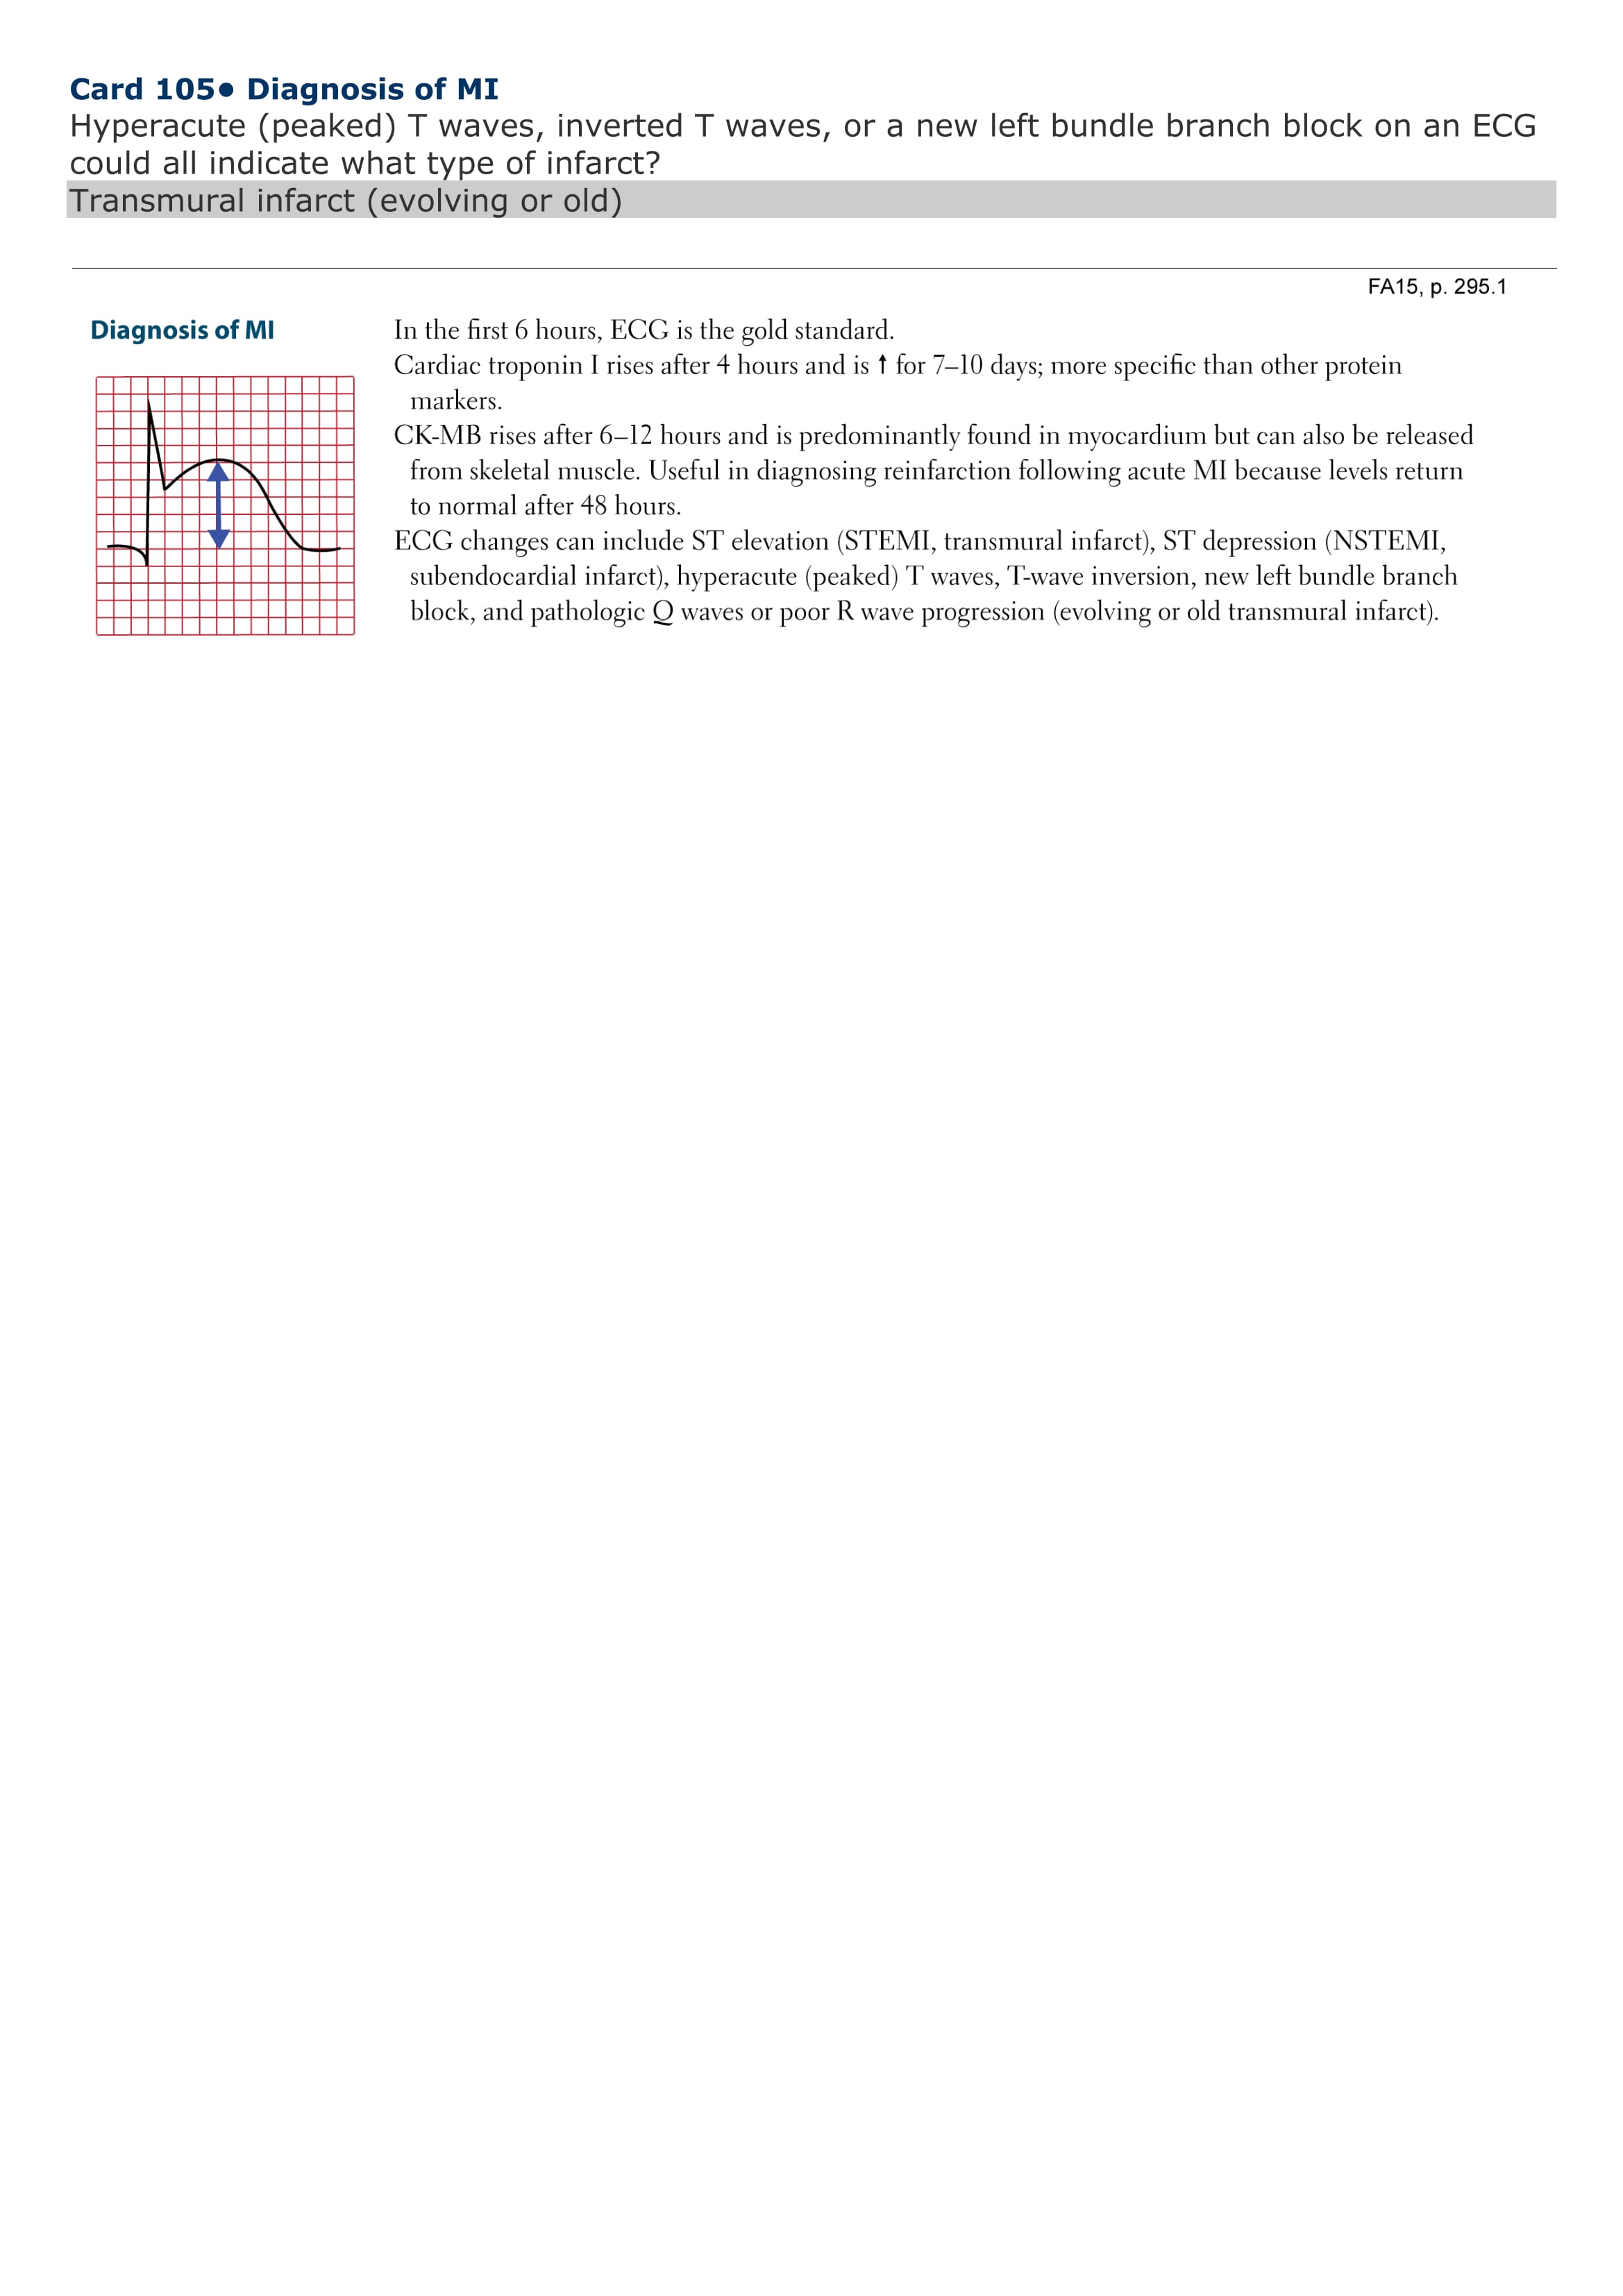 Card 105● Diagnosis of MI
Hyperacute (peaked) T waves, inverted T waves, or a new left bundle branch block on an ECG
could all indicate what type of infarct?
Transmural infarct (evolving or old)
FA15, p. 295.1
Diagnosis of MI
In the first 6 hours, ECG is the gold standard.
Cardiac troponin I rises after 4 hours and is ↑ for 7–10 days; more specific than other protein
markers.
CK-MB rises after 6–12 hours and is predominantly found in myocardium but can also be released
from skeletal muscle. Useful in diagnosing reinfarction following acute MI because levels return
to normal after 48 hours.
ECG changes can include ST elevation (STEMI, transmural infarct), ST depression (NSTEMI,
subendocardial infarct), hyperacute (peaked) T waves, T-wave inversion, new left bundle branch
block, and pathologic Q waves or poor R wave progression (evolving or old transmural infarct).